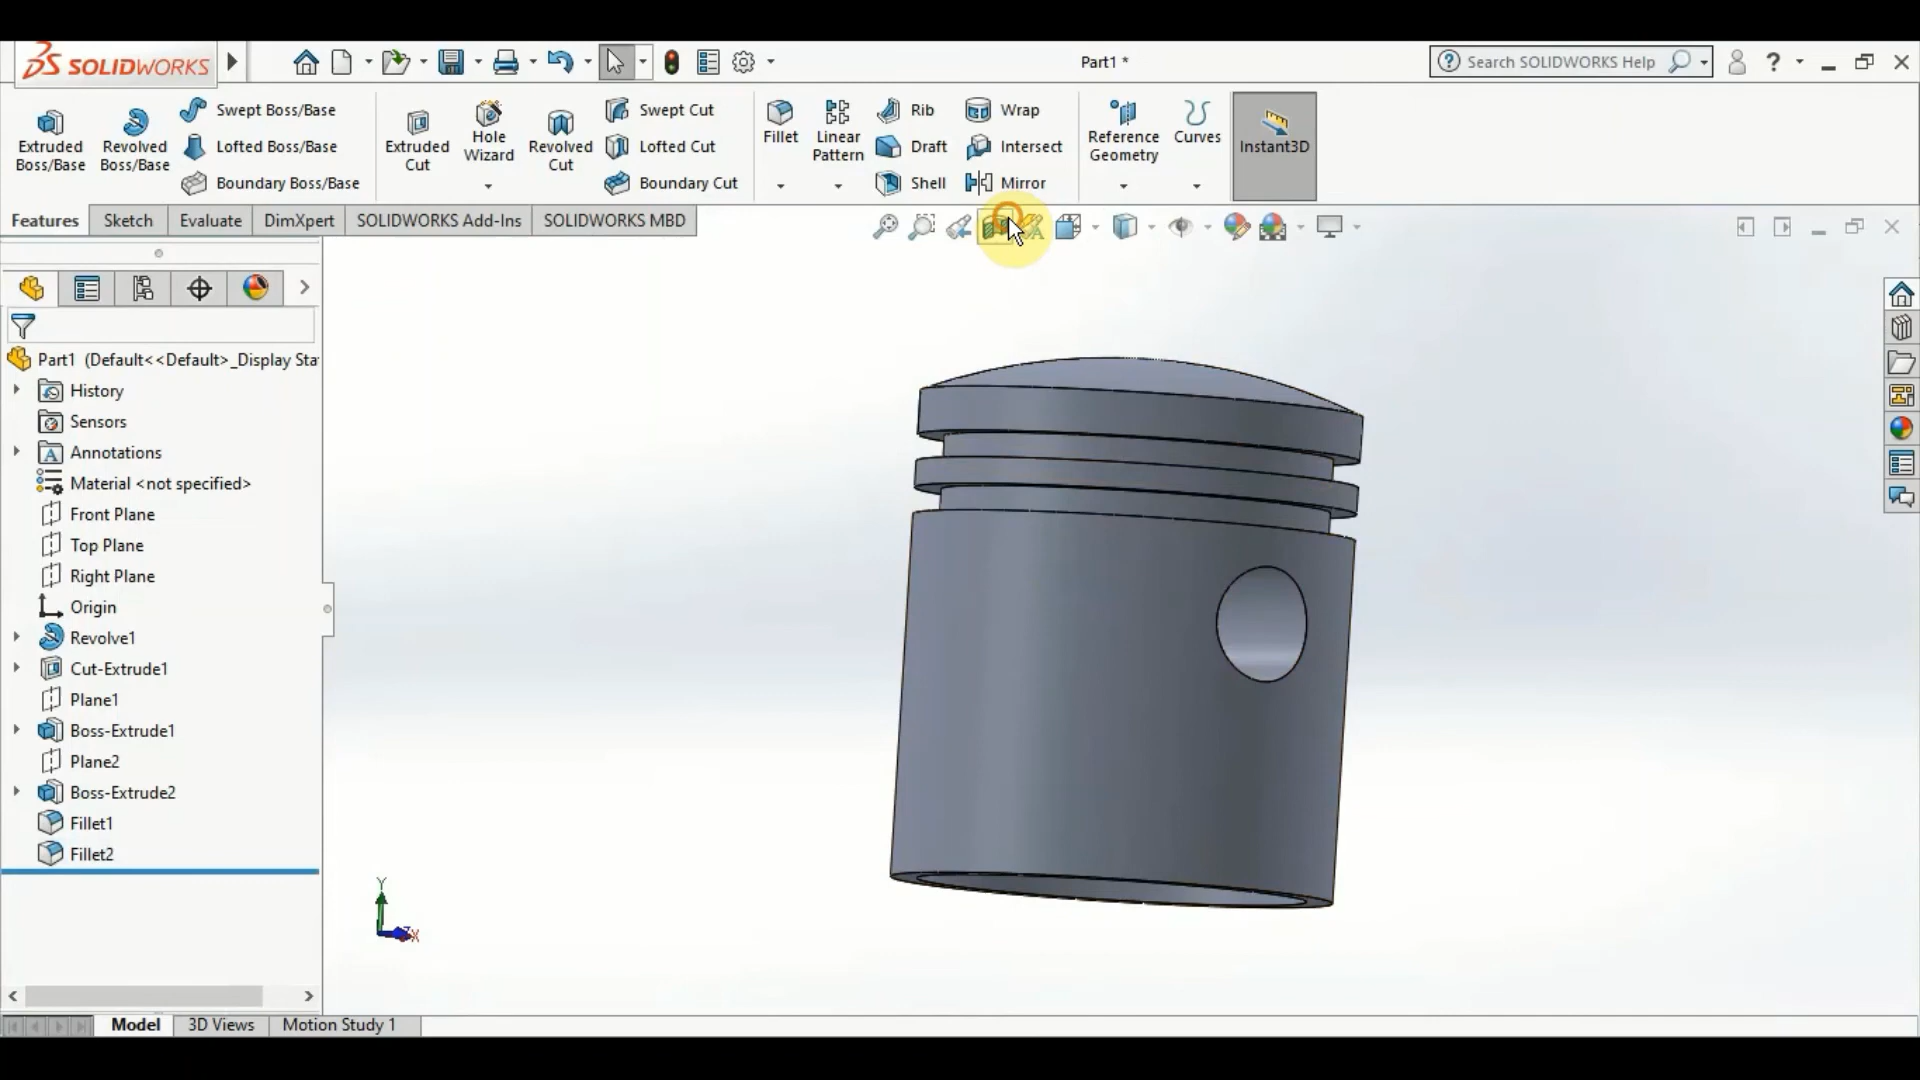 SOLIDWORKS
Part1 *
Search SOLIDWORKS Help
Extruded Boss/Base
Revolved Boss/Base
Swept Boss/Base
Lofted Boss/Base
Boundary Boss/Base
Extruded Cut
Hole Wizard
Revolved Cut
Swept Cut
Lofted Cut
Boundary Cut
Fillet
Linear Pattern
Rib
Draft
Shell
Wrap
Intersect
Mirror
Reference Geometry
Curves
Instant3D
Features
Sketch
Evaluate
DimXpert
SOLIDWORKS Add-Ins
SOLIDWORKS MBD
Part1 (Default<<Default>_Display Sta
History
Sensors
Annotations
Material <not specified>
Front Plane
Top Plane
Right Plane
Origin
Revolve1
Cut-Extrude1
Plane1
Boss-Extrude1
Plane2
Boss-Extrude2
Fillet1
Fillet2
Y
Z
X
Model
3D Views
Motion Study 1